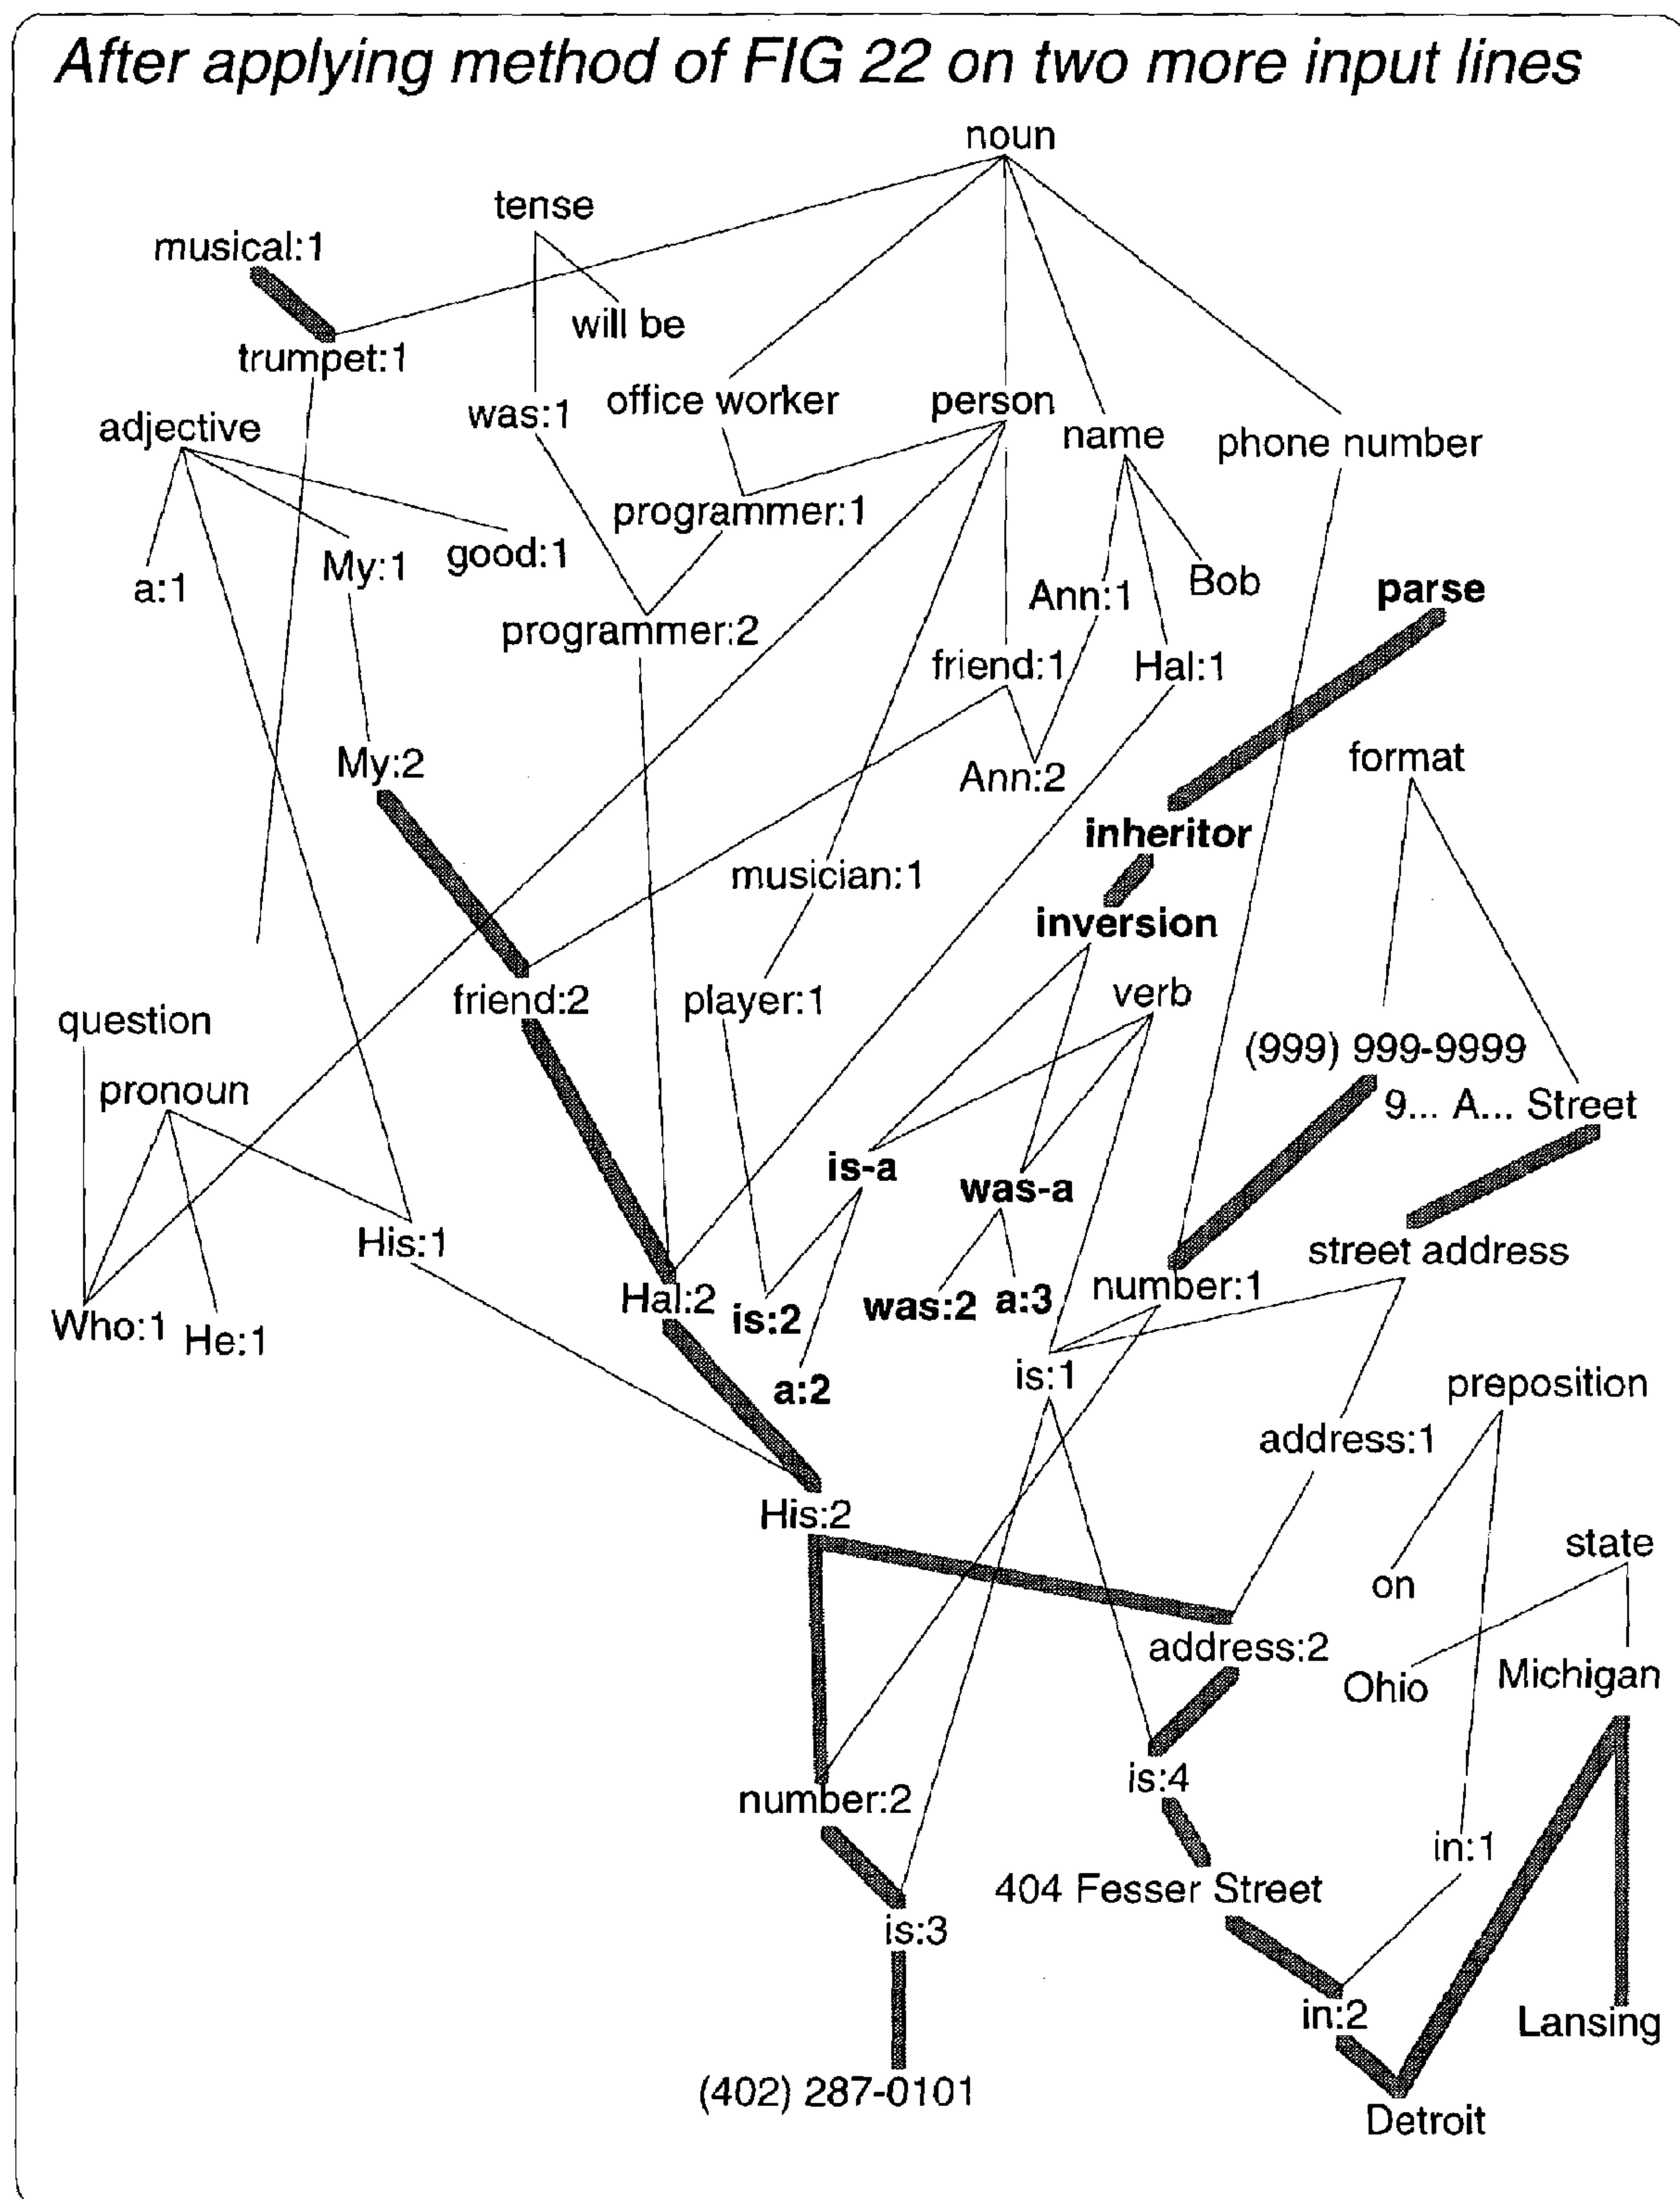 After applying method of FIG 22 on two more input lines
noun
tense
musical:1
will be
trumpet:1
office worker
person
was:1
adjective
name
phone number
programmer:1
good:1
My:1
a:1
Ann:1
Bob
parse
programmer:2
friend:1
Hal:1
My:2
Ann:2
format
inheritor
musician:1
inversion
friend:2
player:1
verb
question
(999) 999-9999
pronoun
9... A... Street
is-a
was-a
His:1
street address
Hal:2
is:2
was:2
a:3
number:1
Who:1
He:1
a:2
is:1
preposition
address:1
His:2
state
on
address:2
Ohio
Michigan
is:4
number:2
in:1
404 Fesser Street
is:3
in:2
Lansing
(402) 287-0101
Detroit